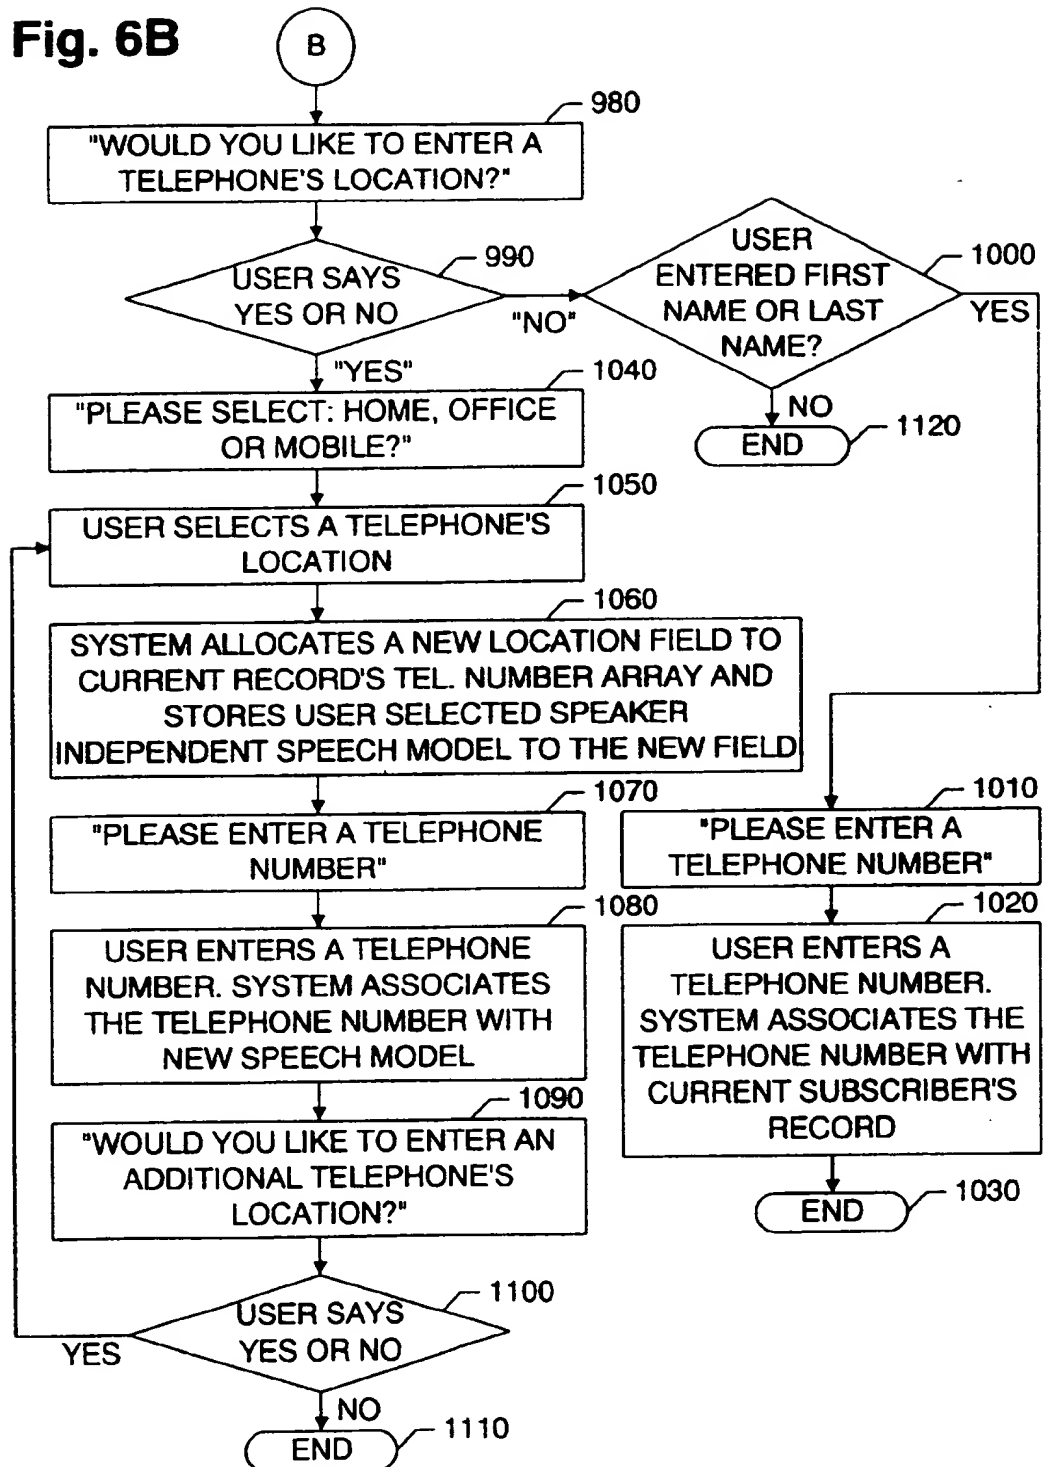 Fig. 6B
B
980
"WOULD YOU LIKE TO ENTER A
TELEPHONE'S LOCATION?"
990
USER SAYS
YES OR NO
"NO"
"YES"
1000
USER
ENTERED FIRST
NAME OR LAST
NAME?
YES
NO
END
1120
1040
"PLEASE SELECT: HOME, OFFICE
OR MOBILE?"
1050
USER SELECTS A TELEPHONE'S
LOCATION
1060
SYSTEM ALLOCATES A NEW LOCATION FIELD TO
CURRENT RECORD'S TEL. NUMBER ARRAY AND
STORES USER SELECTED SPEAKER
INDEPENDENT SPEECH MODEL TO THE NEW FIELD
1070
"PLEASE ENTER A TELEPHONE
NUMBER"
1080
USER ENTERS A TELEPHONE
NUMBER. SYSTEM ASSOCIATES
THE TELEPHONE NUMBER WITH
NEW SPEECH MODEL
1090
"WOULD YOU LIKE TO ENTER AN
ADDITIONAL TELEPHONE'S
LOCATION?"
1100
USER SAYS
YES OR NO
YES
NO
END
1110
1010
"PLEASE ENTER A
TELEPHONE NUMBER"
1020
USER ENTERS A
TELEPHONE NUMBER.
SYSTEM ASSOCIATES THE
TELEPHONE NUMBER WITH
CURRENT SUBSCRIBER'S
RECORD
END
1030